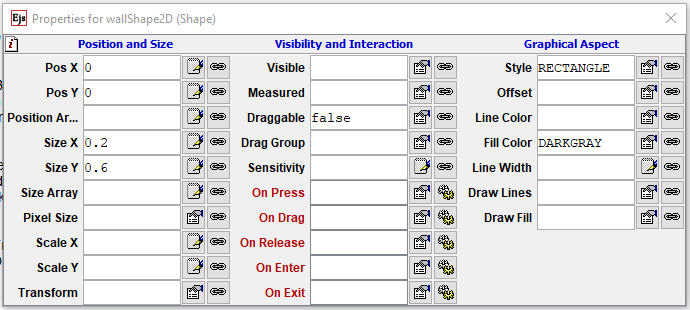 Ejs Properties for wallShape2D (Shape)
i Position and Size Visibility and Interaction Graphical Aspect
Pos X 0 Visible Style RECTANGLE
Pos Y 0 Measured Offset
Position Ar... Draggable false Line Color
Size X 0.2 Drag Group Fill Color DARKGRAY
Size Y 0.6 Sensitivity Line Width
Size Array On Press Draw Lines
Pixel Size On Drag Draw Fill
Scale X On Release
Scale Y On Enter
Transform On Exit